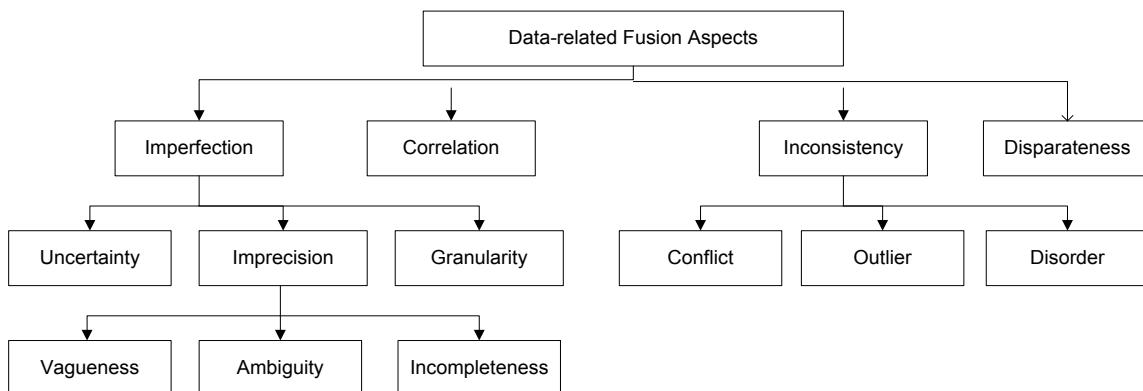 Data-related Fusion Aspects
Imperfection
Correlation
Inconsistency
Disparateness
Uncertainty
Imprecision
Granularity
Conflict
Outlier
Disorder
Vagueness
Ambiguity
Incompleteness